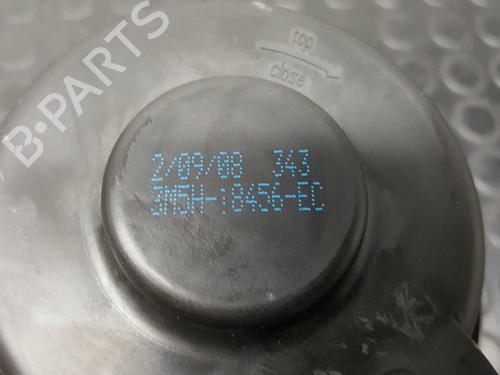 B-PARTS
top
close
2/09/08 343
3M5H-18456-EC